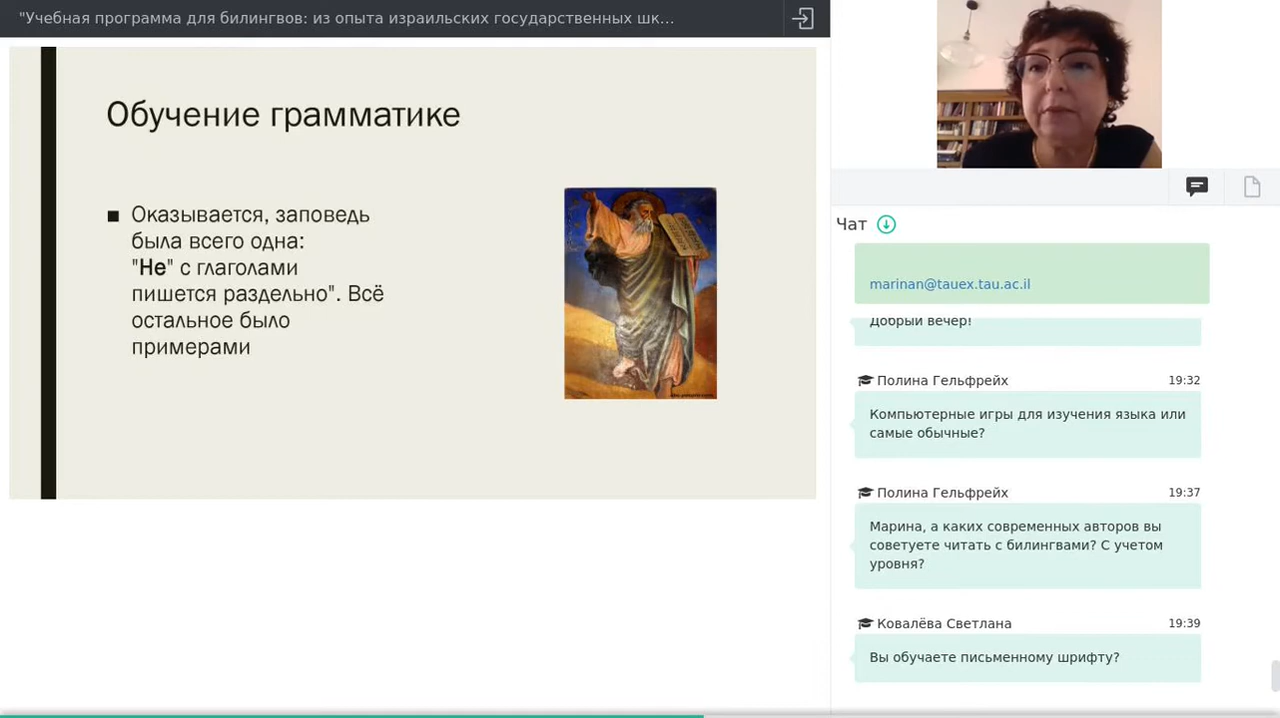 "Учебная программа для билингвов: из опыта израильских государственных шк...
Обучение грамматике
Оказывается, заповедь
была всего одна:
"Не" с глаголами
пишется раздельно". Всё
остальное было
примерами
Чат
marinan@tauex.tau.ac.il
Добрый вечер!
Полина Гельфрейх 19:32
Компьютерные игры для изучения языка или
самые обычные?
Полина Гельфрейх 19:37
Марина, а каких современных авторов вы
советуете читать с билингвами? С учетом
уровня?
Ковалёва Светлана 19:39
Вы обучаете письменному шрифту?